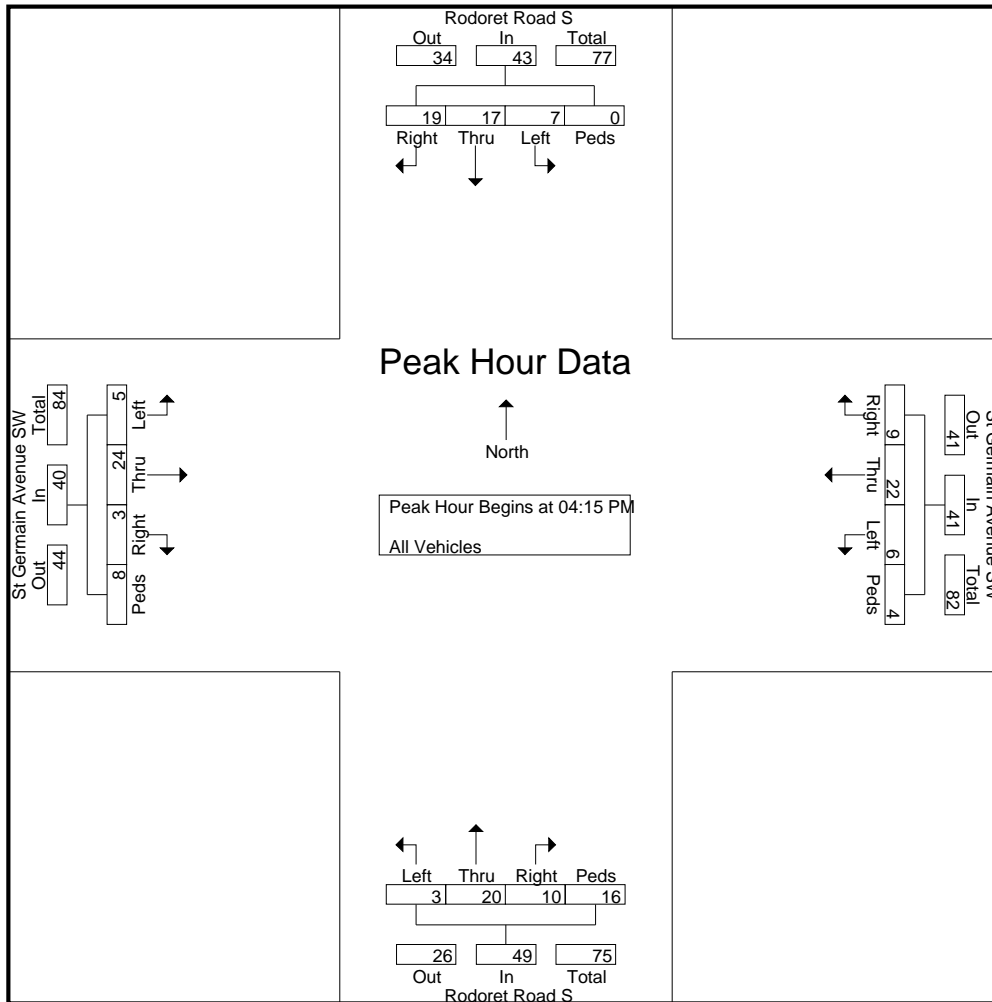 Rodoret Road S
Out In Total
34 43 77
19 17 7 0
Right Thru Left Peds
Peak Hour Data
North
Peak Hour Begins at 04:15 PM
All Vehicles
St Germain Avenue SW
Out In Total
44 40 84
Left Thru Right Peds
5 24 3 8
St Germain Avenue SW
Out In Total
41 41 82
Right Thru Left Peds
9 22 6 4
Left Thru Right Peds
3 20 10 16
26 49 75
Out In Total
Rodoret Road S